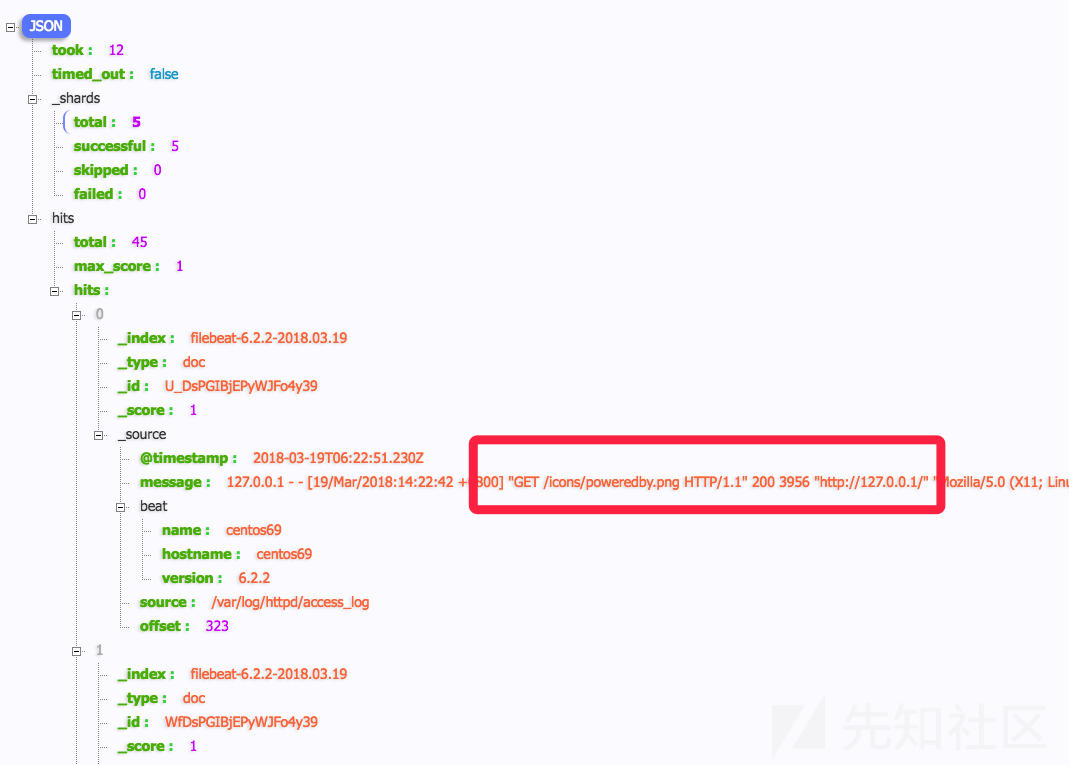 JSON
took : 12
timed_out : false
_shards
total : 5
successful : 5
skipped : 0
failed : 0
hits
total : 45
max_score : 1
hits :
0
_index : filebeat-6.2.2-2018.03.19
_type : doc
_id : U_DsPGIBjEPyWJFo4y39
_score : 1
_source
@timestamp : 2018-03-19T06:22:51.230Z
message : 127.0.0.1 - - [19/Mar/2018:14:22:42 +0800] "GET /icons/poweredby.png HTTP/1.1" 200 3956 "http://127.0.0.1/" "Mozilla/5.0 (X11; Linu
beat
name : centos69
hostname : centos69
version : 6.2.2
source : /var/log/httpd/access_log
offset : 323
1
_index : filebeat-6.2.2-2018.03.19
_type : doc
_id : WfDsPGIBjEPyWJFo4y39
_score : 1
先知社区